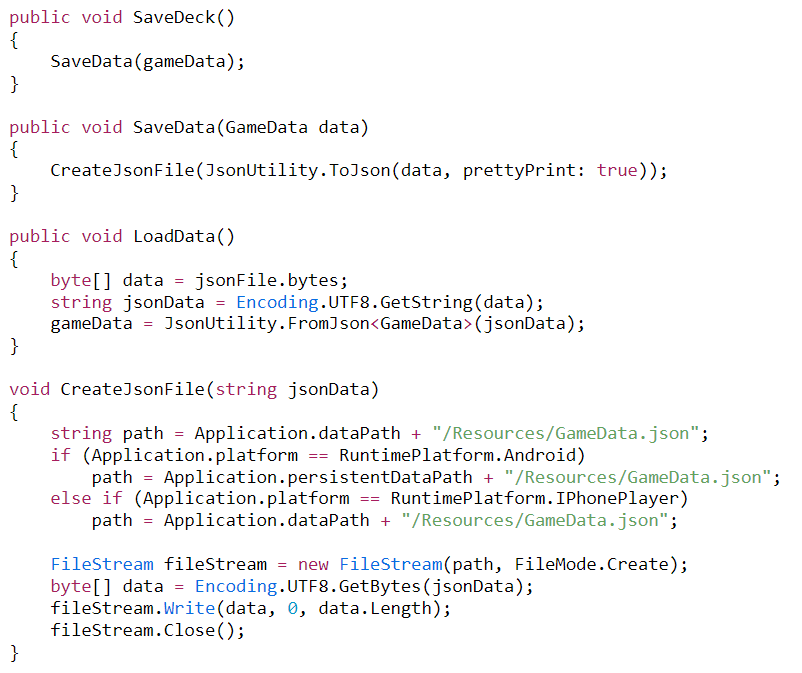 public void SaveDeck()
{
    SaveData(gameData);
}

public void SaveData(GameData data)
{
    CreateJsonFile(JsonUtility.ToJson(data, prettyPrint: true));
}

public void LoadData()
{
    byte[] data = jsonFile.bytes;
    string jsonData = Encoding.UTF8.GetString(data);
    gameData = JsonUtility.FromJson<GameData>(jsonData);
}

void CreateJsonFile(string jsonData)
{
    string path = Application.dataPath + "/Resources/GameData.json";
    if (Application.platform == RuntimePlatform.Android)
        path = Application.persistentDataPath + "/Resources/GameData.json";
    else if (Application.platform == RuntimePlatform.IPhonePlayer)
        path = Application.dataPath + "/Resources/GameData.json";

    FileStream fileStream = new FileStream(path, FileMode.Create);
    byte[] data = Encoding.UTF8.GetBytes(jsonData);
    fileStream.Write(data, 0, data.Length);
    fileStream.Close();
}